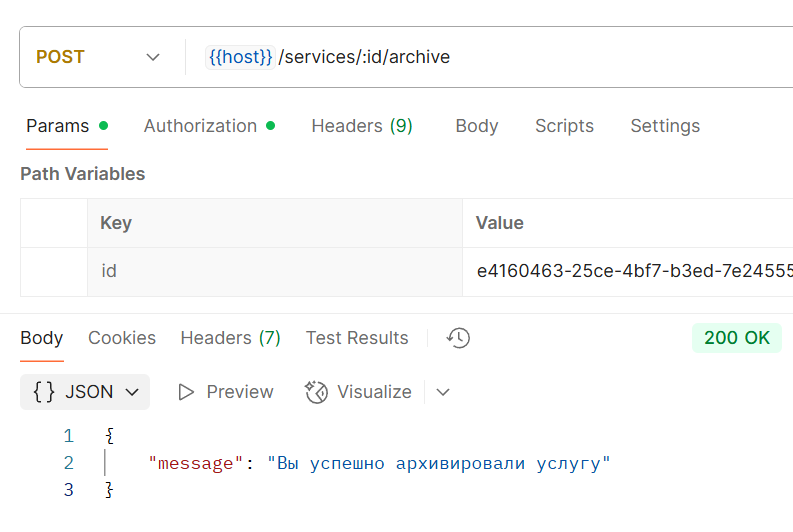 POST {{host}}/services/:id/archive
Params Authorization Headers (9) Body Scripts Settings
Path Variables
Key Value
id e4160463-25ce-4bf7-b3ed-7e24555
Body Cookies Headers (7) Test Results 200 OK
{} JSON Preview Visualize
1 {
2 "message": "Вы успешно архивировали услугу"
3 }